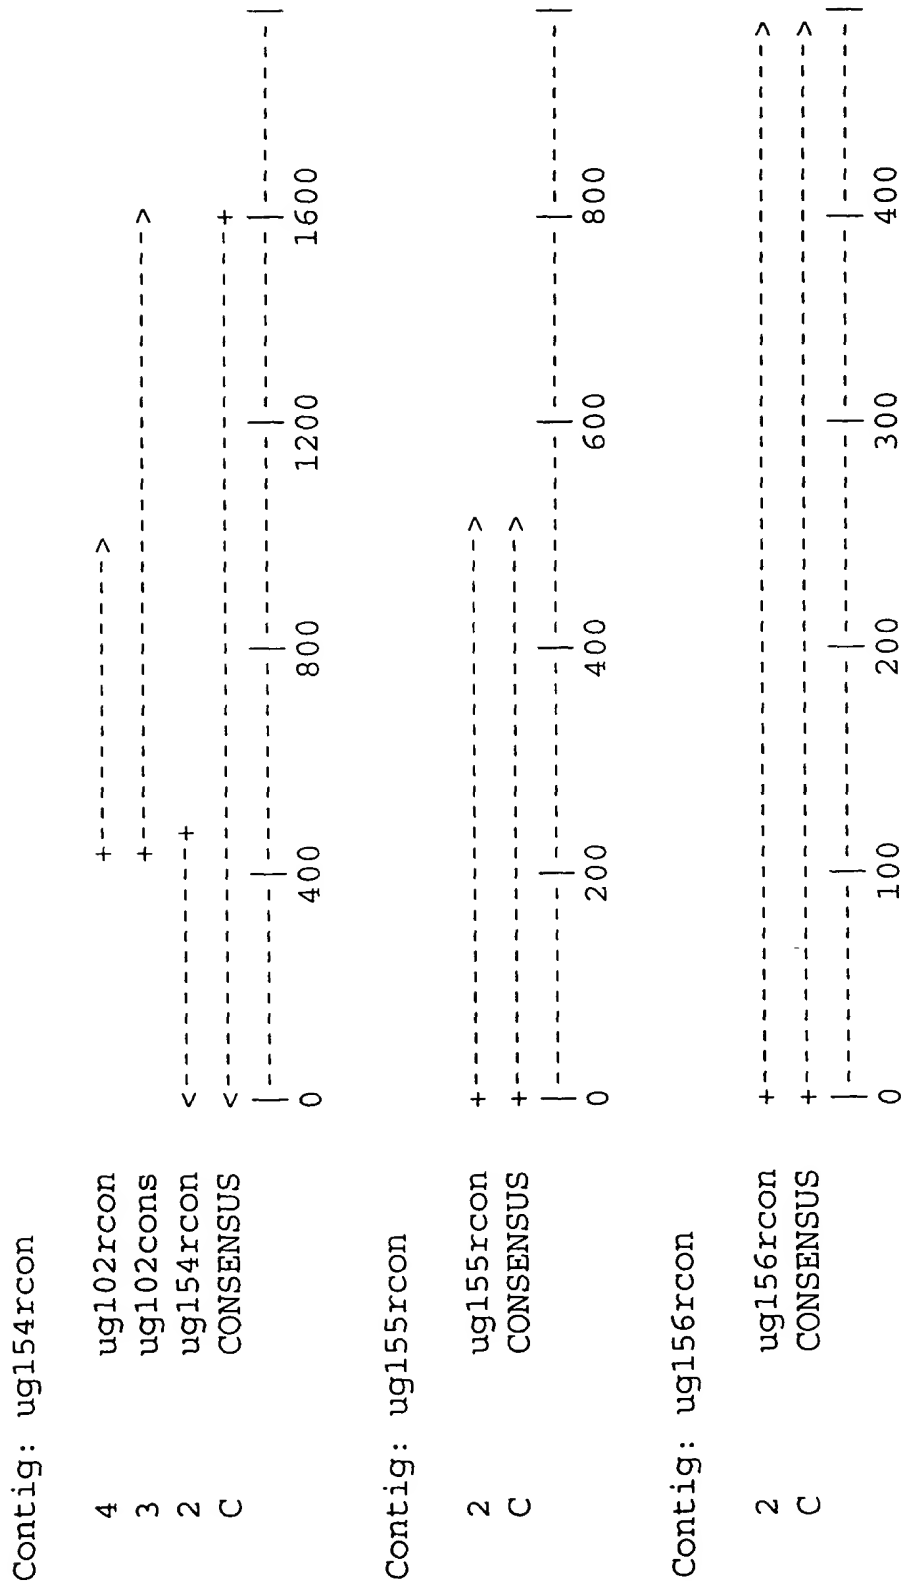 Contig: ug154rcon
4 ug102rcon +---------------->
3 ug102cons +------------------------------------>
2 ug154rcon <--------------+
C CONSENSUS <------------------------------------------------+
|-----------|-----------|-----------|-----------|-----------|
0 400 800 1200 1600
Contig: ug155rcon
2 ug155rcon +------------------------------>
C CONSENSUS +------------------------------>
|-----------|-----------|-----------|-----------|-----------|
0 200 400 600 800
Contig: ug156rcon
2 ug156rcon +--------------------------------------------------------->
C CONSENSUS +--------------------------------------------------------->
|-----------|-----------|-----------|-----------|-----------|
0 100 200 300 400